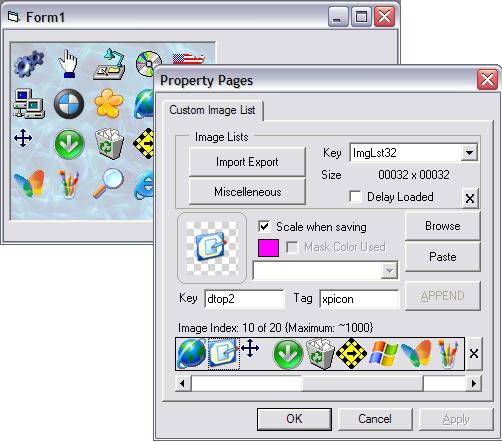 Form1
Property Pages
Custom Image List
Image Lists
Import Export
Miscelleneous
Key ImgLst32
Size 00032 x 00032
Delay Loaded
Scale when saving
Mask Color Used
Browse
Paste
Key dtop2 Tag xpicon APPEND
Image Index: 10 of 20 {Maximum: ~1000}
OK Cancel Apply